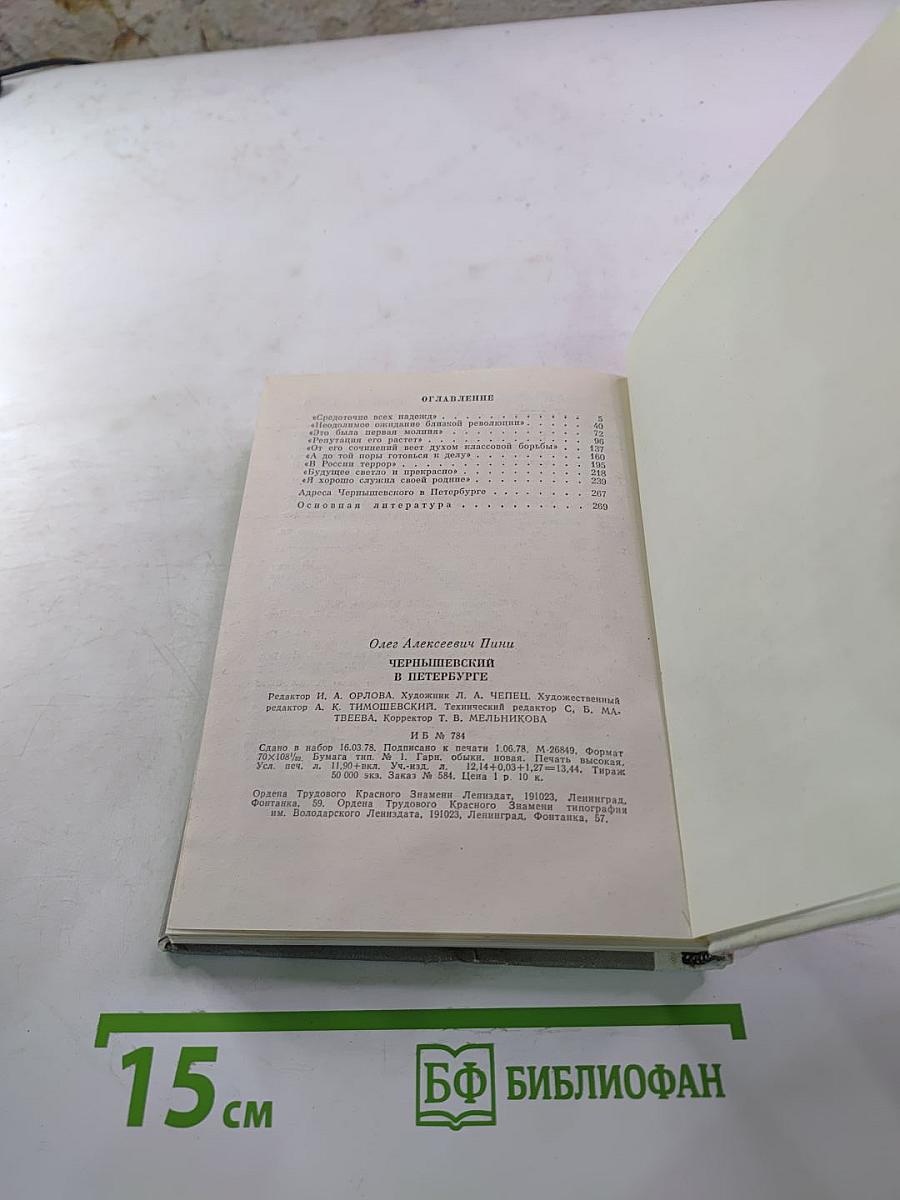 ОГЛАВЛЕНИЕ
«Средоточие всех надежд» . . . . . . . . . . . . 5
«Неодолимое ожидание близкой революции» . . . . . 40
«Это была первая молния» . . . . . . . . . . . . 72
«Репутация его растет» . . . . . . . . . . . . . 96
«От его сочинений веет духом классовой борьбы» . . 137
«А до той поры готовься к делу» . . . . . . . . . 160
«В России террор» . . . . . . . . . . . . . . . 195
«Будущее светло и прекрасно» . . . . . . . . . . 218
«Я хорошо служил своей родине» . . . . . . . . . 239
Адреса Чернышевского в Петербурге . . . . . . . . 267
Основная литература . . . . . . . . . . 269
Олег Алексеевич Пини
ЧЕРНЫШЕВСКИЙ
В ПЕТЕРБУРГЕ
Редактор И. А. ОРЛОВА. Художник Л. А. ЧЕПЕЦ. Художественный
редактор А. К. ТИМОШЕВСКИЙ. Технический редактор С. Б. МА-
ТВЕЕВА. Корректор Т. В. МЕЛЬНИКОВА
ИБ № 784
Сдано в набор 16.03.78. Подписано к печати 1.06.78. М-26849. Формат
70×108¹/₃₂. Бумага тип. № 1. Гарн. обыкн. новая. Печать высокая.
Усл. печ. л. 11,90+вкл. Уч.-изд. л. 12,14+0,03+1,27=13,44. Тираж
50 000 экз. Заказ № 584. Цена 1 р. 10 к.
Ордена Трудового Красного Знамени Лениздат, 191023, Ленинград,
Фонтанка, 59. Ордена Трудового Красного Знамени типография
им. Володарского Лениздата, 191023, Ленинград, Фонтанка, 57.
15 см
БФ БИБЛИОФАН